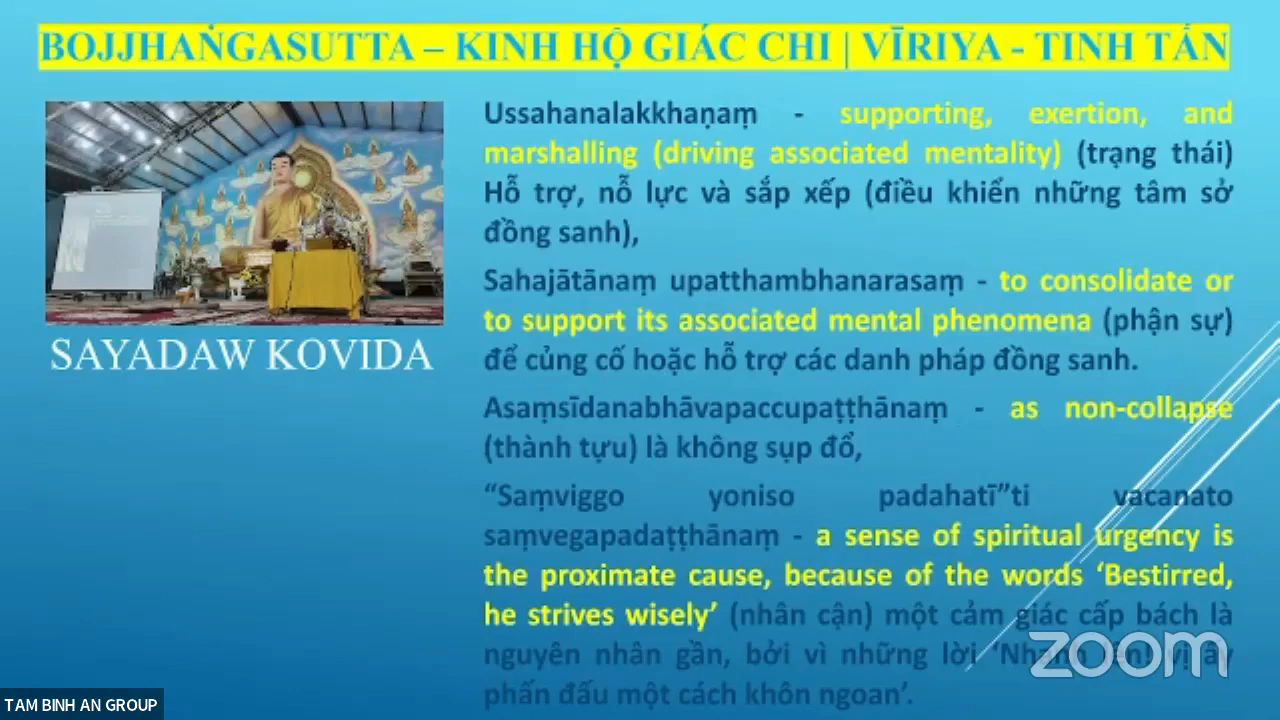 BOJJHAṄGASUTTA – KINH HỘ GIÁC CHI | VĪRIYA - TINH TẤN
SAYADAW KOVIDA
Ussahanalakkhaṇaṃ - supporting, exertion, and
marshalling (driving associated mentality) (trạng thái)
Hỗ trợ, nỗ lực và sắp xếp (điều khiển những tâm sở
đồng sanh),
Sahajātānaṃ upatthambhanarasaṃ - to consolidate or
to support its associated mental phenomena (phận sự)
để củng cố hoặc hỗ trợ các danh pháp đồng sanh.
Asaṃsīdanabhāvapaccupaṭṭhānaṃ - as non-collapse
(thành tựu) là không sụp đổ,
“Saṃviggo yoniso padahatī”ti vacanato
saṃvegapadaṭṭhānaṃ - a sense of spiritual urgency is
the proximate cause, because of the words ‘Bestirred,
he strives wisely’ (nhân cận) một cảm giác cấp bách là
nguyên nhân gần, bởi vì những lời
phấn đấu một cách khôn ngoan’.
zoom
TAM BINH AN GROUP